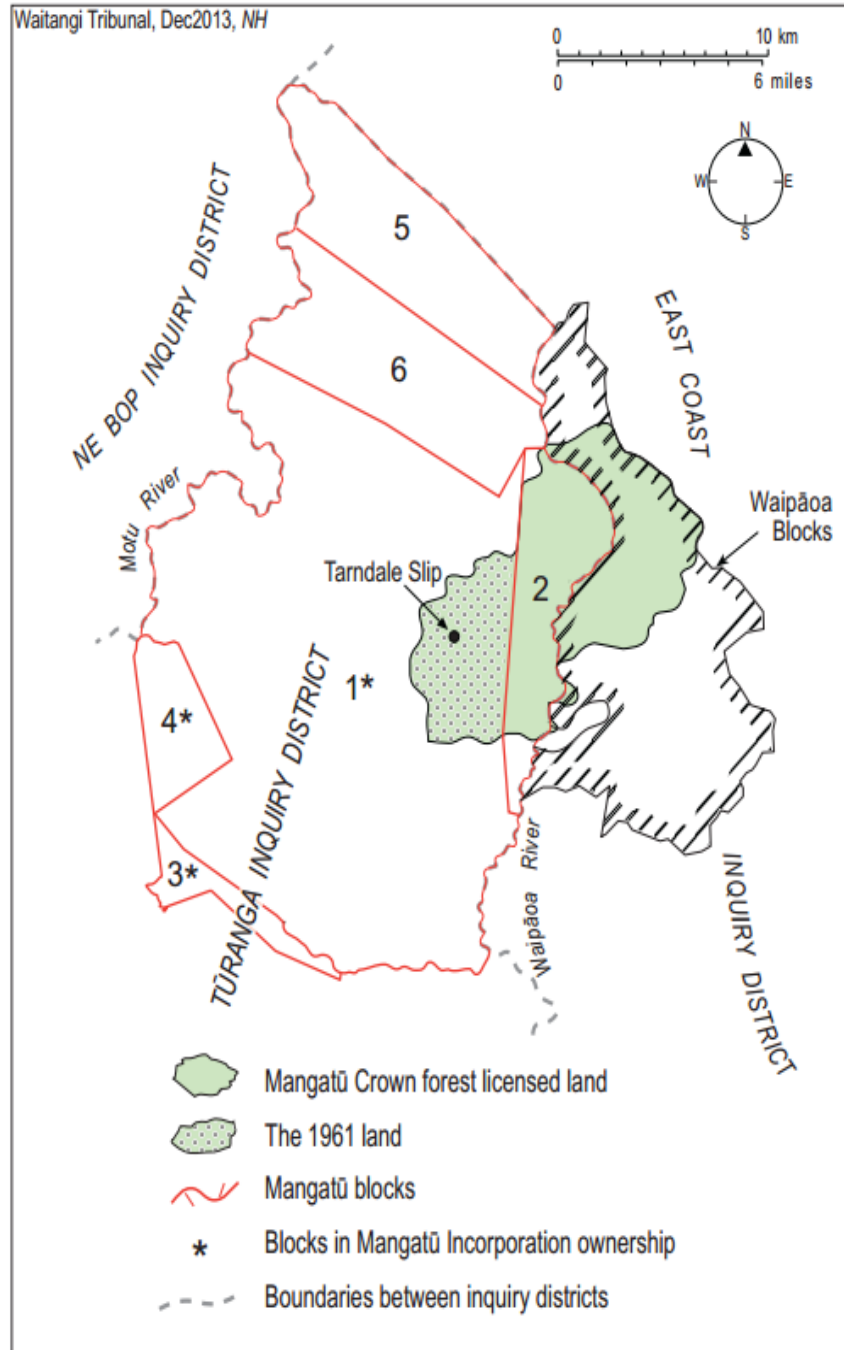 Waitangi Tribunal, Dec2013, NH
0 10 km
0 6 miles
N
W E
S
NE BOP INQUIRY DISTRICT
5
EAST COAST
6
Motu River
Waipāoa
Blocks
Tarndale Slip
2
1*
4*
TŪRANGA INQUIRY DISTRICT
3*
Waipāoa River
INQUIRY DISTRICT
Mangatū Crown forest licensed land
The 1961 land
Mangatū blocks
* Blocks in Mangatū Incorporation ownership
Boundaries between inquiry districts